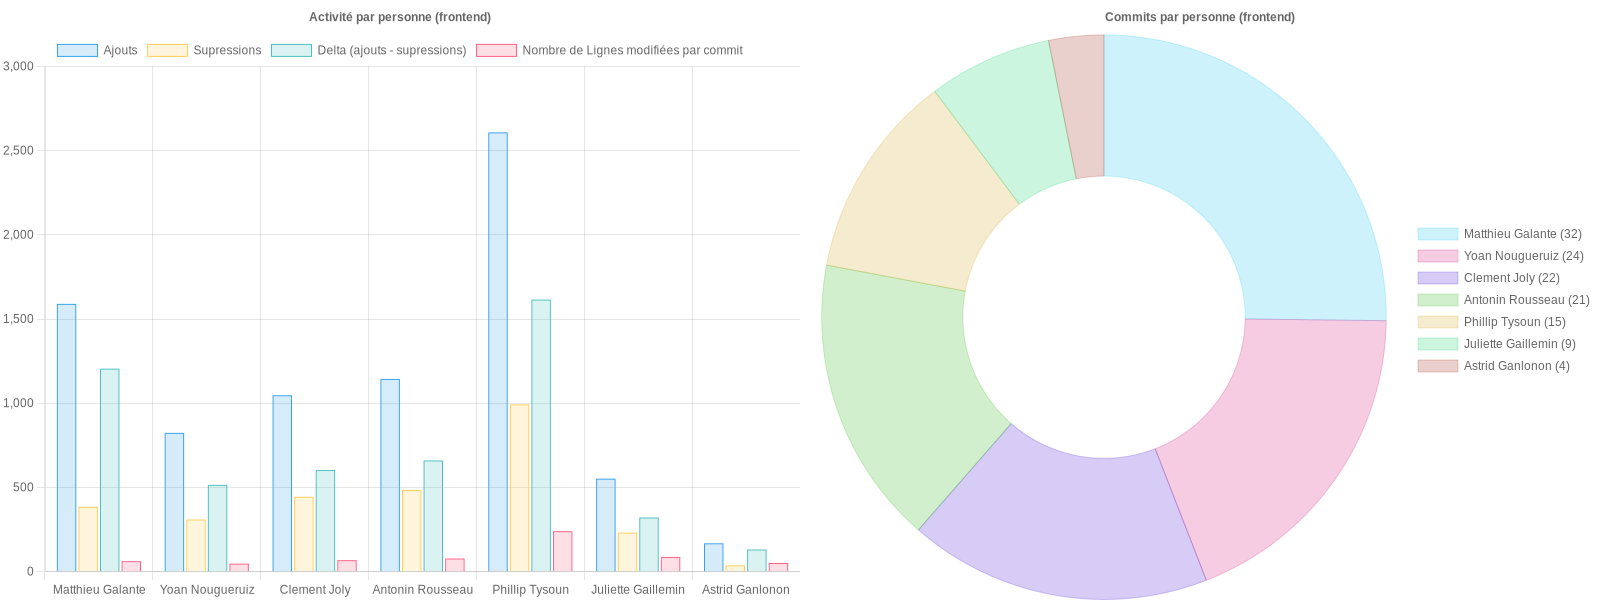 Activité par personne (frontend)
Ajouts
Supressions
Delta (ajouts - supressions)
Nombre de Lignes modifiées par commit
3,000
2,500
2,000
1,500
1,000
500
0
Matthieu Galante
Yoan Nougueruiz
Clement Joly
Antonin Rousseau
Phillip Tysoun
Juliette Gaillemin
Astrid Ganlonon
Commits par personne (frontend)
Matthieu Galante (32)
Yoan Nougueruiz (24)
Clement Joly (22)
Antonin Rousseau (21)
Phillip Tysoun (15)
Juliette Gaillemin (9)
Astrid Ganlonon (4)